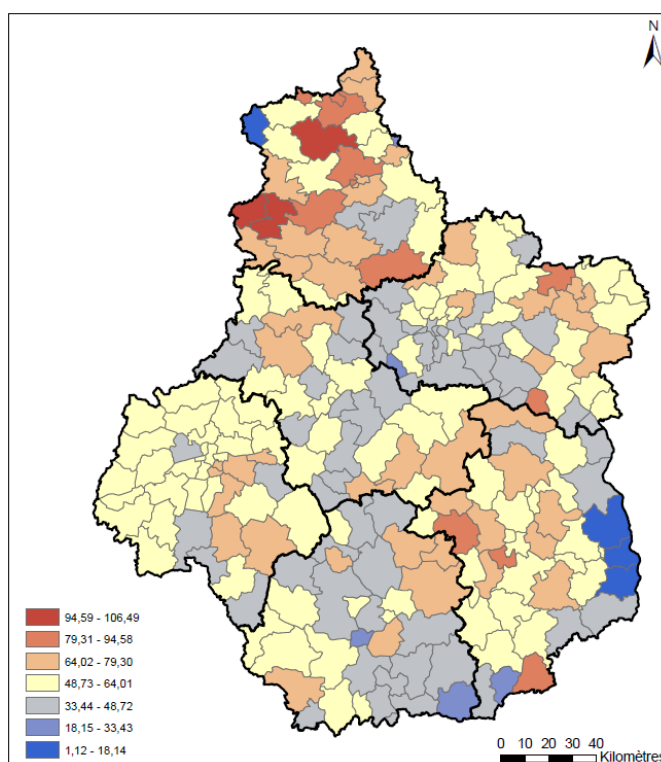 N
94,59 - 106,49
79,31 - 94,58
64,02 - 79,30
48,73 - 64,01
33,44 - 48,72
18,15 - 33,43
1,12 - 18,14
0 10 20 30 40
Kilomètres